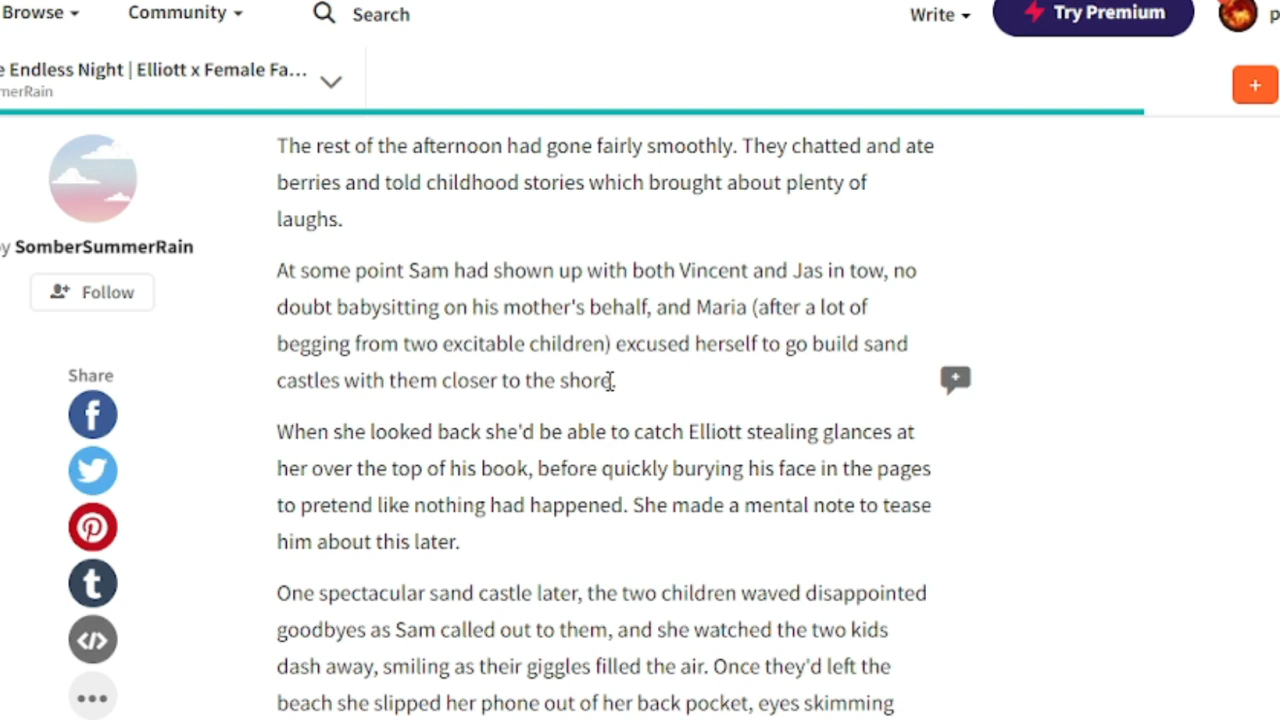 Browse
Community
Search
Write
Try Premium
p
e Endless Night | Elliott x Female Fa...
merRain
+
The rest of the afternoon had gone fairly smoothly. They chatted and ate
berries and told childhood stories which brought about plenty of
laughs.
y SomberSummerRain
Follow
At some point Sam had shown up with both Vincent and Jas in tow, no
doubt babysitting on his mother's behalf, and Maria (after a lot of
begging from two excitable children) excused herself to go build sand
castles with them closer to the shore.
Share
When she looked back she'd be able to catch Elliott stealing glances at
her over the top of his book, before quickly burying his face in the pages
to pretend like nothing had happened. She made a mental note to tease
him about this later.
One spectacular sand castle later, the two children waved disappointed
goodbyes as Sam called out to them, and she watched the two kids
dash away, smiling as their giggles filled the air. Once they'd left the
beach she slipped her phone out of her back pocket, eyes skimming